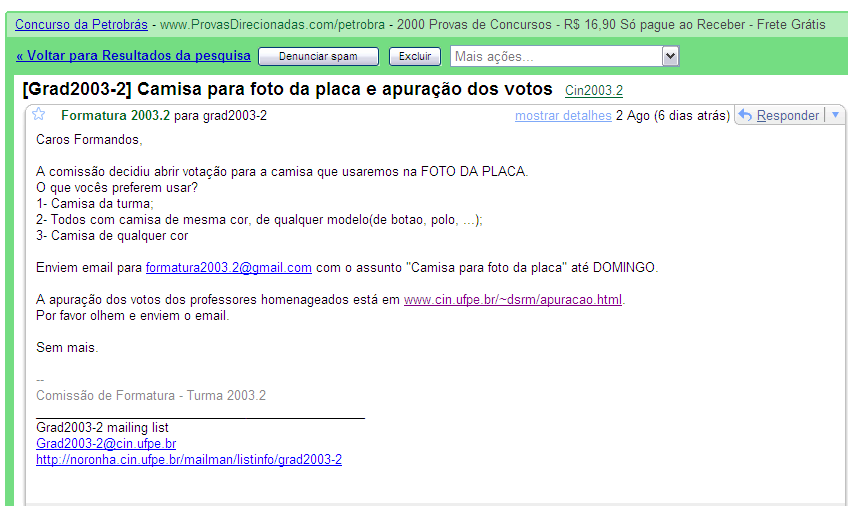 Concurso da Petrobrás - www.ProvasDirecionadas.com/petrobra - 2000 Provas de Concursos - R$ 16,90 Só pague ao Receber - Frete Grátis
« Voltar para Resultados da pesquisa Denunciar spam Excluir Mais ações...
[Grad2003-2] Camisa para foto da placa e apuração dos votos Cin2003.2
Formatura 2003.2 para grad2003-2 mostrar detalhes 2 Ago (6 dias atrás) Responder
Caros Formandos,
A comissão decidiu abrir votação para a camisa que usaremos na FOTO DA PLACA.
O que vocês preferem usar?
1- Camisa da turma;
2- Todos com camisa de mesma cor, de qualquer modelo(de botao, polo, ...);
3- Camisa de qualquer cor
Enviem email para formatura2003.2@gmail.com com o assunto "Camisa para foto da placa" até DOMINGO.
A apuração dos votos dos professores homenageados está em www.cin.ufpe.br/~dsrm/apuracao.html.
Por favor olhem e enviem o email.
Sem mais.
--
Comissão de Formatura - Turma 2003.2
_______________________________________________
Grad2003-2 mailing list
Grad2003-2@cin.ufpe.br
http://noronha.cin.ufpe.br/mailman/listinfo/grad2003-2